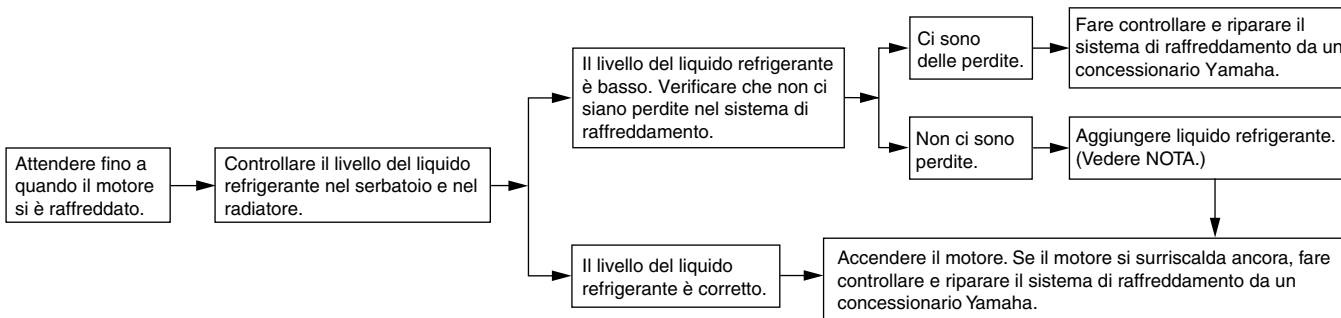 Attendere fino a
quando il motore
si è raffreddato.
Controllare il livello del liquido
refrigerante nel serbatoio e nel
radiatore.
Il livello del liquido refrigerante
è basso. Verificare che non ci
siano perdite nel sistema di
raffreddamento.
Ci sono
delle perdite.
Fare controllare e riparare il
sistema di raffreddamento da un
concessionario Yamaha.
Non ci sono
perdite.
Aggiungere liquido refrigerante.
(Vedere NOTA.)
Il livello del liquido
refrigerante è corretto.
Accendere il motore. Se il motore si surriscalda ancora, fare
controllare e riparare il sistema di raffreddamento da un
concessionario Yamaha.